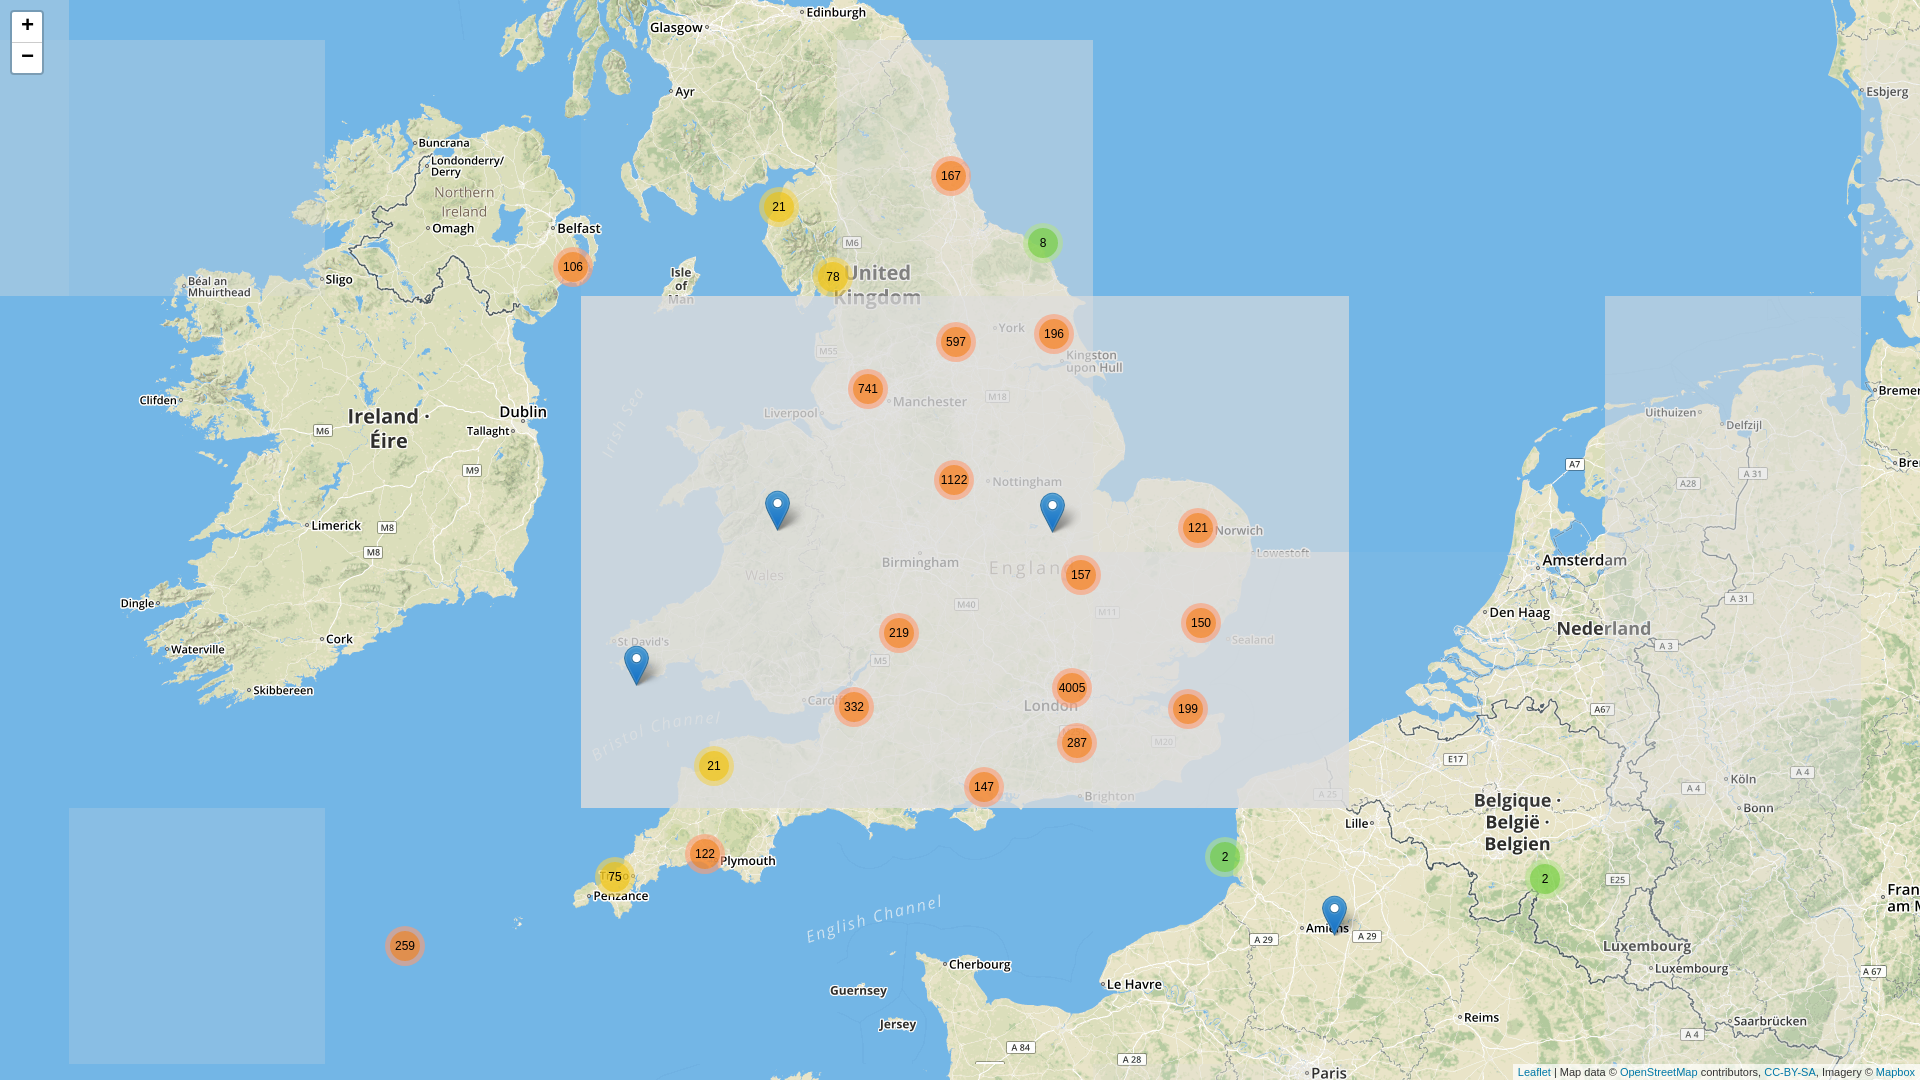 +
−
Edinburgh
Glasgow
Ayr
Esbjerg
Buncrana
Londonderry/
Derry
Northern
Ireland
Omagh
Belfast
106
21
167
8
M6
78
United
Kingdom
Isle
of
Man
Sligo
Béal an
Mhuirthead
Ireland ·
Éire
Clifden
M6
Dublin
Tallaght
M9
Limerick
M8
M8
Dingle
Waterville
Cork
Skibbereen
Irish Sea
M55
597
York
196
Kingston
upon Hull
741
Manchester
M18
Liverpool
1122
Nottingham
121
Norwich
Lowestoft
Birmingham
157
Wales
M40
M11
219
150
Sealand
St David's
M5
4005
London
199
332
287
M20
Bristol Channel
21
147
Brighton
A 25
122
Plymouth
75
Penzance
259
English Channel
Guernsey
Jersey
Cherbourg
Le Havre
A 84
A 28
2
Lille
A 29
Amiens
A 29
Reims
Paris
Uithuizen
Delfzijl
A7
A28
A 31
Amsterdam
A 31
Den Haag
Nederland
A 3
A67
E17
Köln
A 4
A 4
Bonn
Belgique ·
België ·
Belgien
2
E25
Luxembourg
Luxembourg
A 67
Saarbrücken
A 4
Leaflet | Map data © OpenStreetMap contributors, CC-BY-SA, Imagery © Mapbox